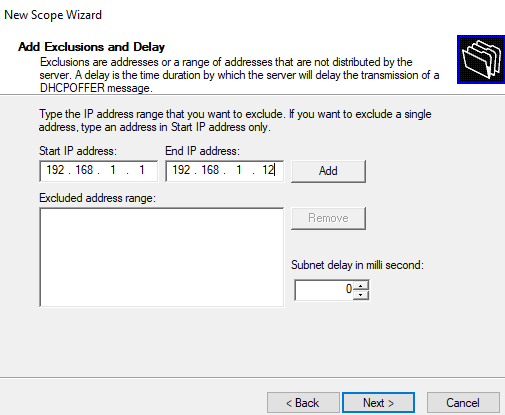 New Scope Wizard
Add Exclusions and Delay
Exclusions are addresses or a range of addresses that are not distributed by the
server. A delay is the time duration by which the server will delay the transmission of a
DHCPOFFER message.
Type the IP address range that you want to exclude. If you want to exclude a single
address, type an address in Start IP address only.
Start IP address: End IP address:
192 . 168 . 1 . 1 192 . 168 . 1 . 12 Add
Excluded address range:
Remove
Subnet delay in milli second:
0
< Back Next > Cancel